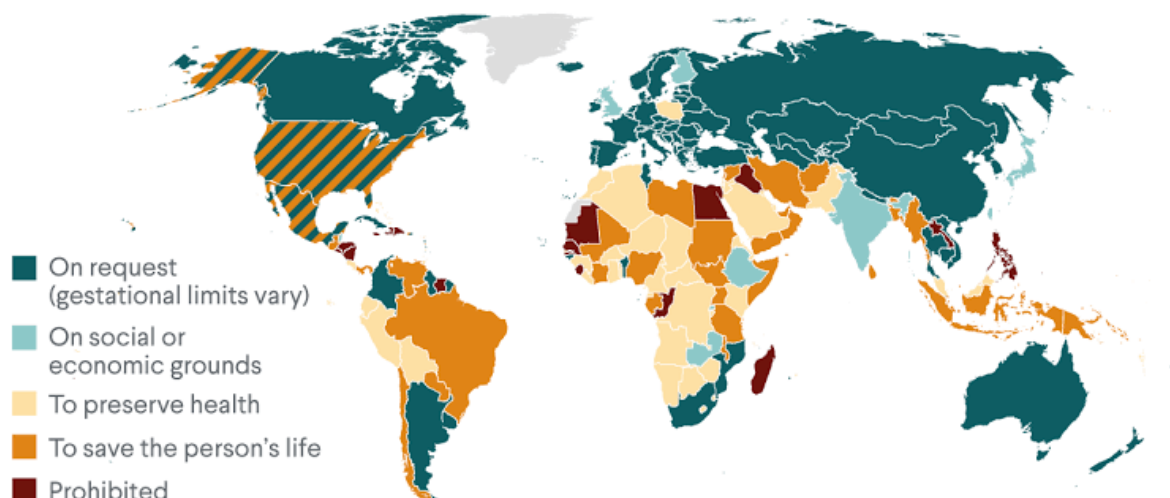 On request
(gestational limits vary)
On social or
economic grounds
To preserve health
To save the person's life
Prohibited